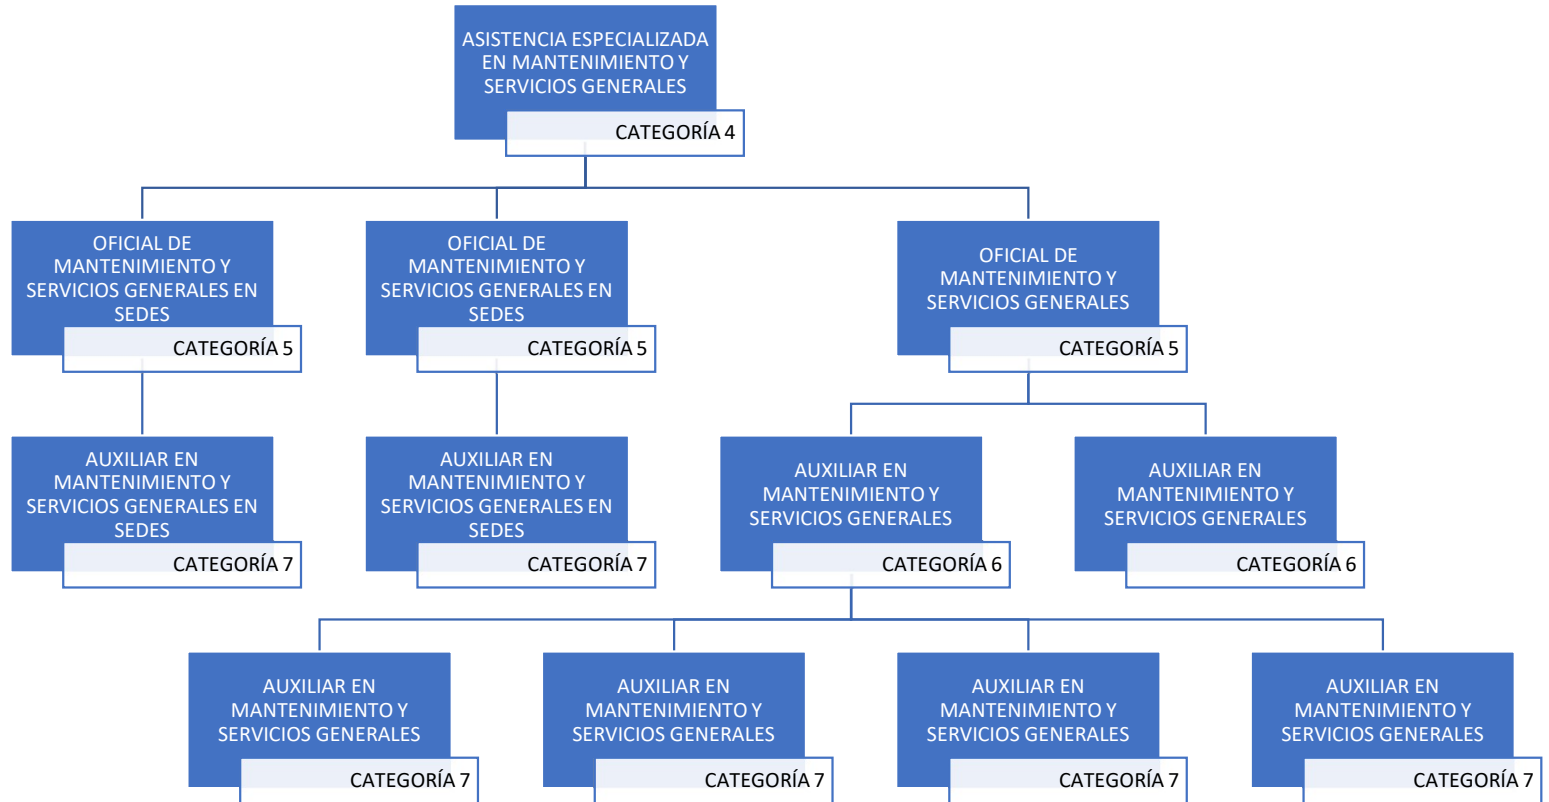 ASISTENCIA ESPECIALIZADA
EN MANTENIMIENTO Y
SERVICIOS GENERALES
CATEGORÍA 4
OFICIAL DE
MANTENIMIENTO Y
SERVICIOS GENERALES EN
SEDES
CATEGORÍA 5
OFICIAL DE
MANTENIMIENTO Y
SERVICIOS GENERALES EN
SEDES
CATEGORÍA 5
OFICIAL DE
MANTENIMIENTO Y
SERVICIOS GENERALES
CATEGORÍA 5
AUXILIAR EN
MANTENIMIENTO Y
SERVICIOS GENERALES EN
SEDES
CATEGORÍA 7
AUXILIAR EN
MANTENIMIENTO Y
SERVICIOS GENERALES EN
SEDES
CATEGORÍA 7
AUXILIAR EN
MANTENIMIENTO Y
SERVICIOS GENERALES
CATEGORÍA 6
AUXILIAR EN
MANTENIMIENTO Y
SERVICIOS GENERALES
CATEGORÍA 6
AUXILIAR EN
MANTENIMIENTO Y
SERVICIOS GENERALES
CATEGORÍA 7
AUXILIAR EN
MANTENIMIENTO Y
SERVICIOS GENERALES
CATEGORÍA 7
AUXILIAR EN
MANTENIMIENTO Y
SERVICIOS GENERALES
CATEGORÍA 7
AUXILIAR EN
MANTENIMIENTO Y
SERVICIOS GENERALES
CATEGORÍA 7